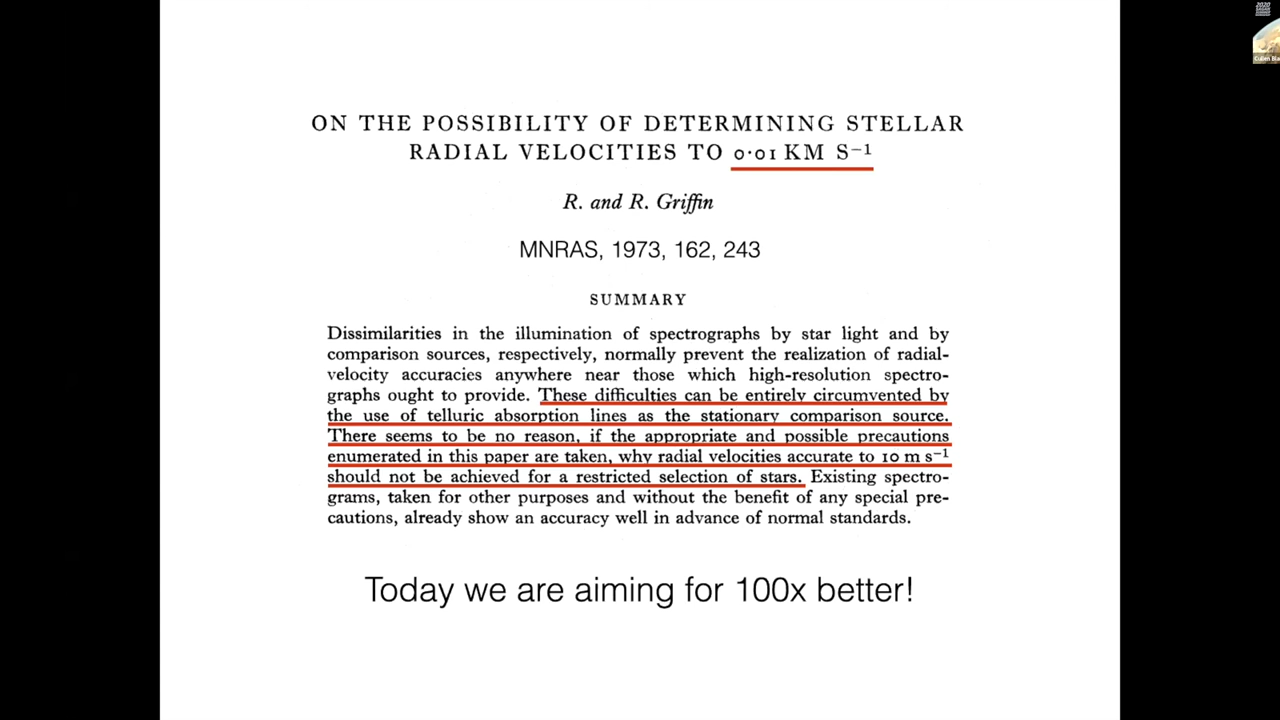 ON THE POSSIBILITY OF DETERMINING STELLAR
RADIAL VELOCITIES TO 0·01 KM S⁻¹
R. and R. Griffin
MNRAS, 1973, 162, 243
SUMMARY
Dissimilarities in the illumination of spectrographs by star light and by
comparison sources, respectively, normally prevent the realization of radial-
velocity accuracies anywhere near those which high-resolution spectro-
graphs ought to provide. These difficulties can be entirely circumvented by
the use of telluric absorption lines as the stationary comparison source.
There seems to be no reason, if the appropriate and possible precautions
enumerated in this paper are taken, why radial velocities accurate to 10 m s⁻¹
should not be achieved for a restricted selection of stars. Existing spectro-
grams, taken for other purposes and without the benefit of any special pre-
cautions, already show an accuracy well in advance of normal standards.
Today we are aiming for 100x better!
2020
Cullen Bla